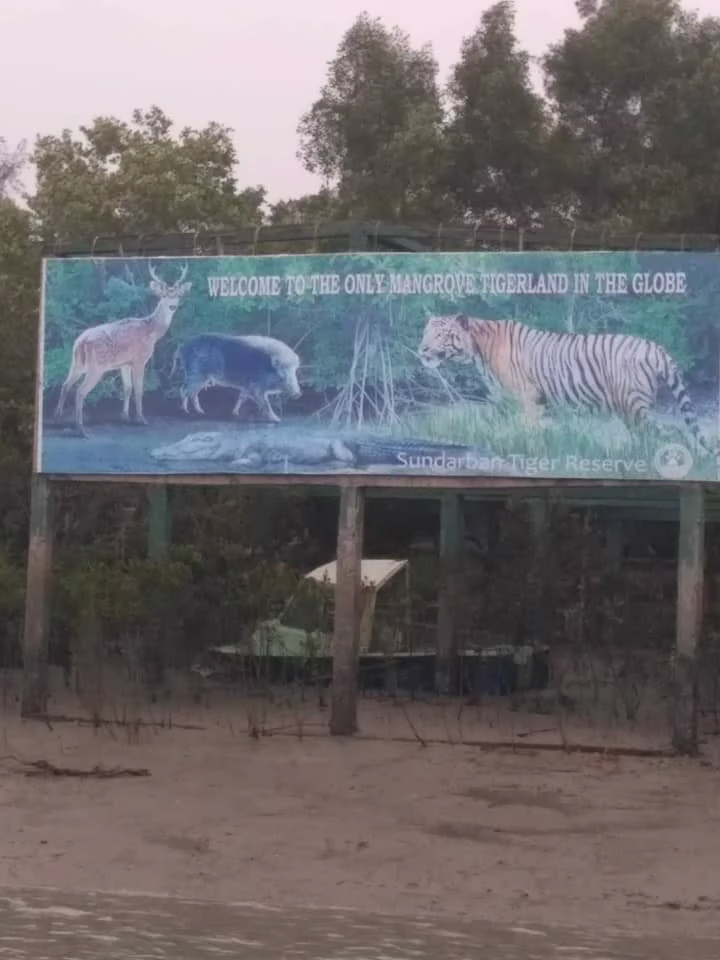 WELCOME TO THE ONLY MANGROVE TIGERLAND IN THE GLOBE
Sundarban Tiger Reserve